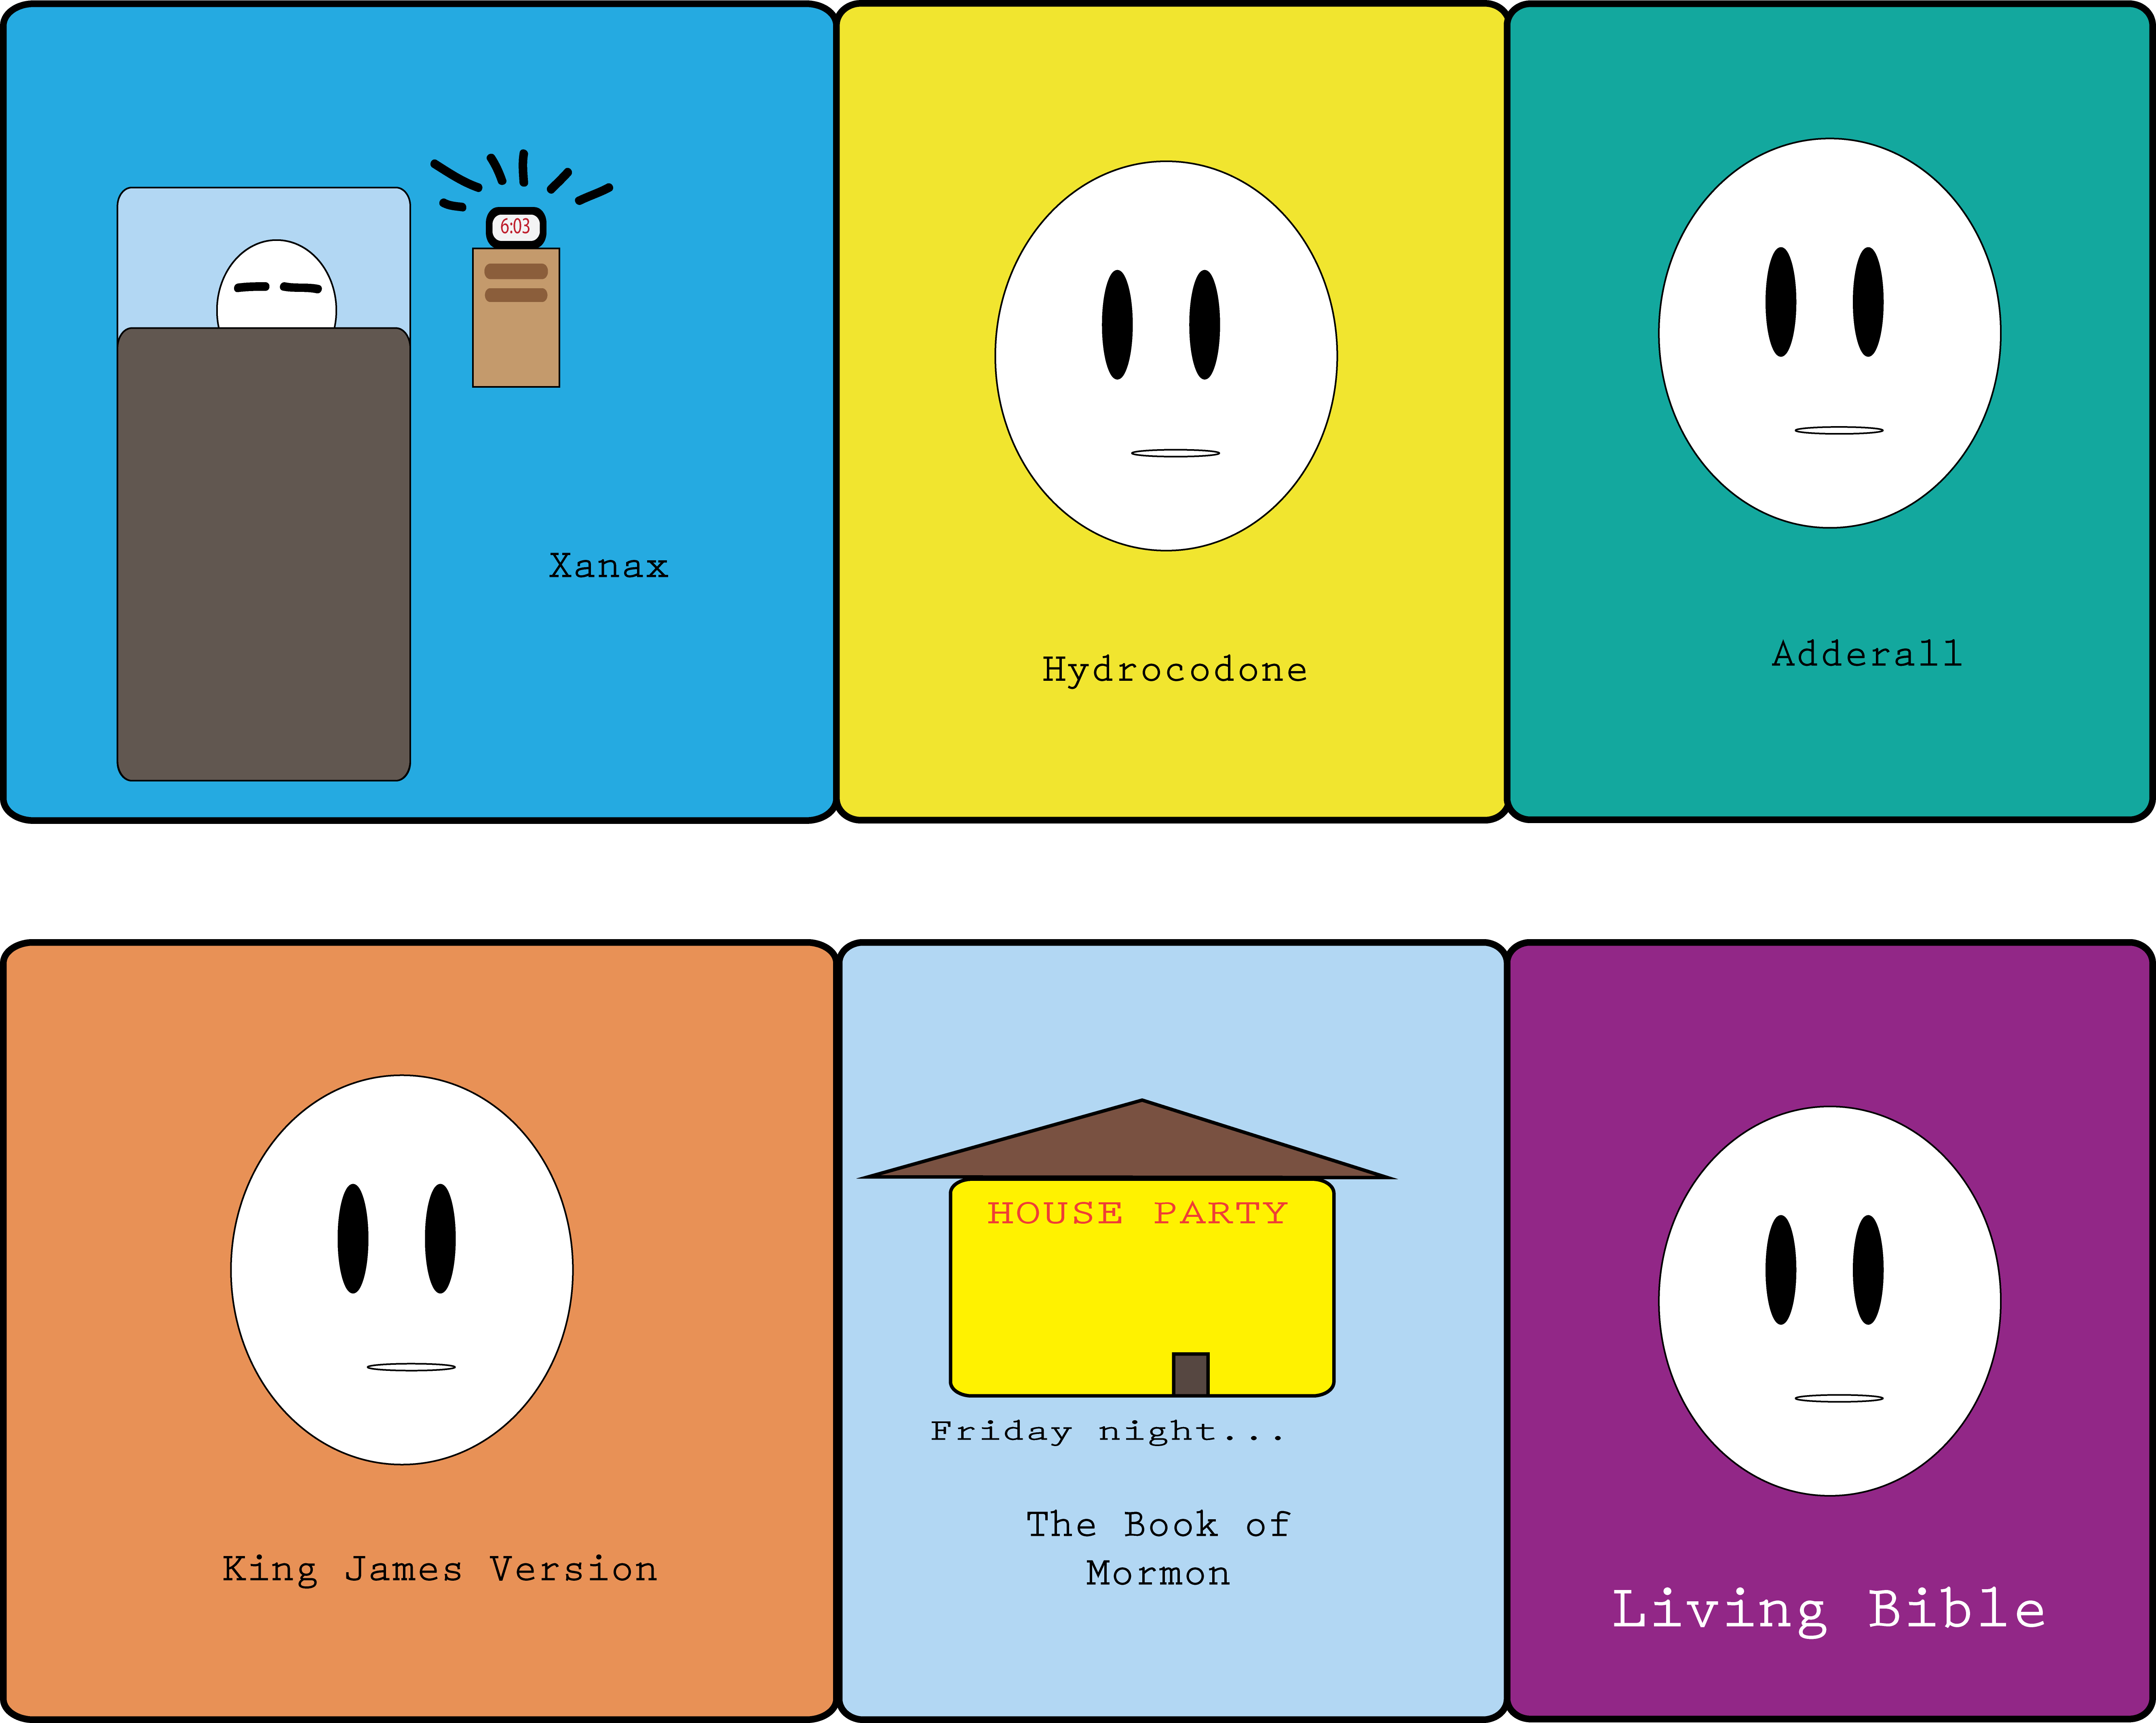 6:03
Xanax
Hydrocodone
Adderall
King James Version
HOUSE PARTY
Friday night...
The Book of
Mormon
Living Bible